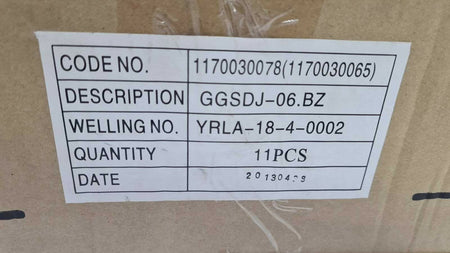 CODE NO. 1170030078(1170030065)
DESCRIPTION GGSDJ-06.BZ
WELLING NO. YRLA-18-4-0002
QUANTITY 11PCS
DATE